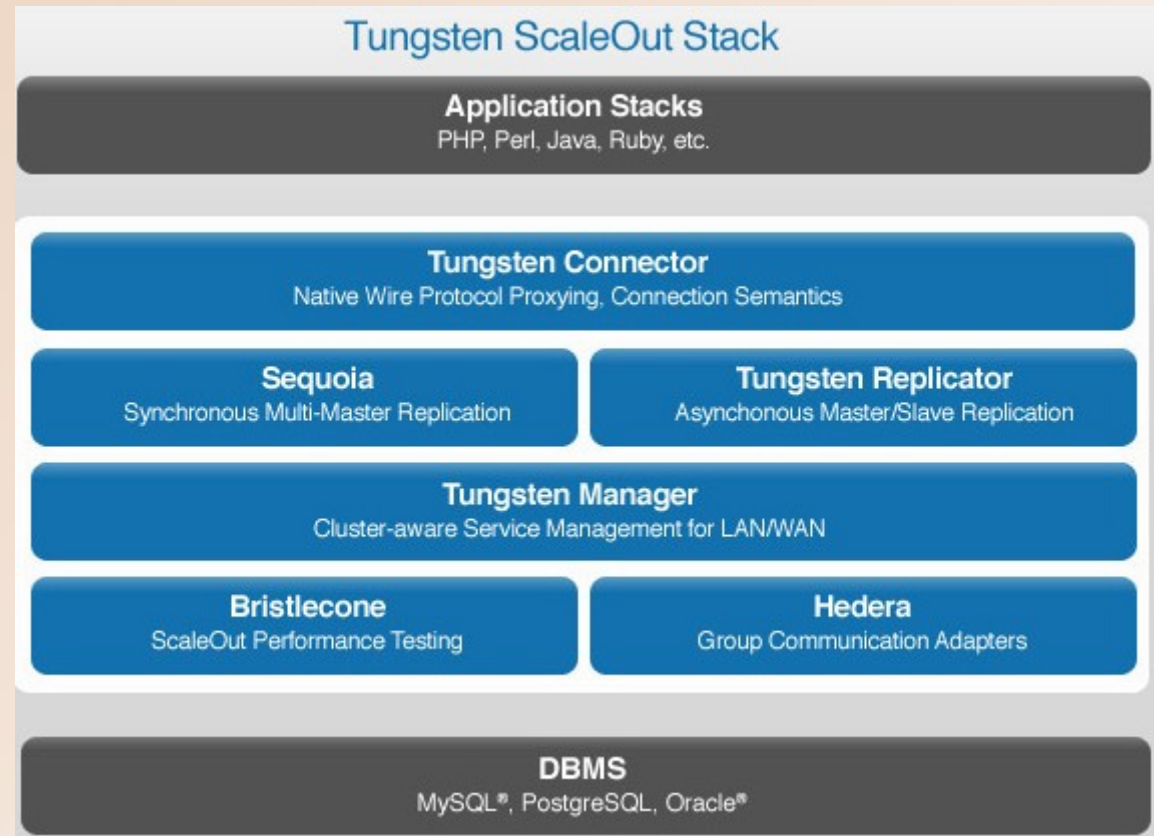 Tungsten ScaleOut Stack
Application Stacks
PHP, Perl, Java, Ruby, etc.
Tungsten Connector
Native Wire Protocol Proxying, Connection Semantics
Sequoia
Synchronous Multi-Master Replication
Tungsten Replicator
Asynchonous Master/Slave Replication
Tungsten Manager
Cluster-aware Service Management for LAN/WAN
Bristlecone
ScaleOut Performance Testing
Hedera
Group Communication Adapters
DBMS
MySQL®, PostgreSQL, Oracle®